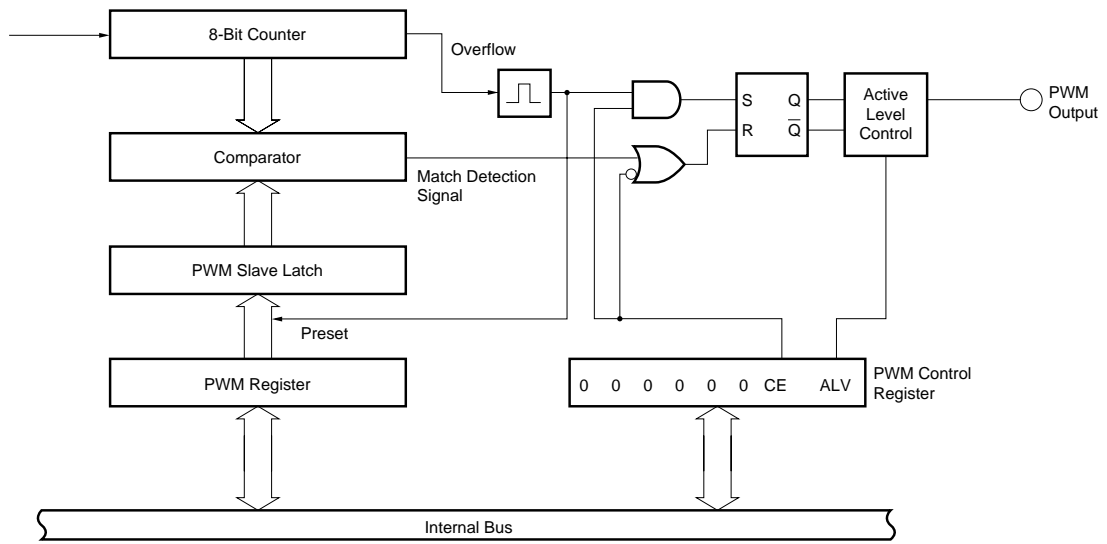 8-Bit Counter
Overflow
S Q
R Q̅
Active
Level
Control
PWM
Output
Comparator
Match Detection
Signal
PWM Slave Latch
Preset
PWM Register
0 0 0 0 0 0 CE ALV
PWM Control
Register
Internal Bus